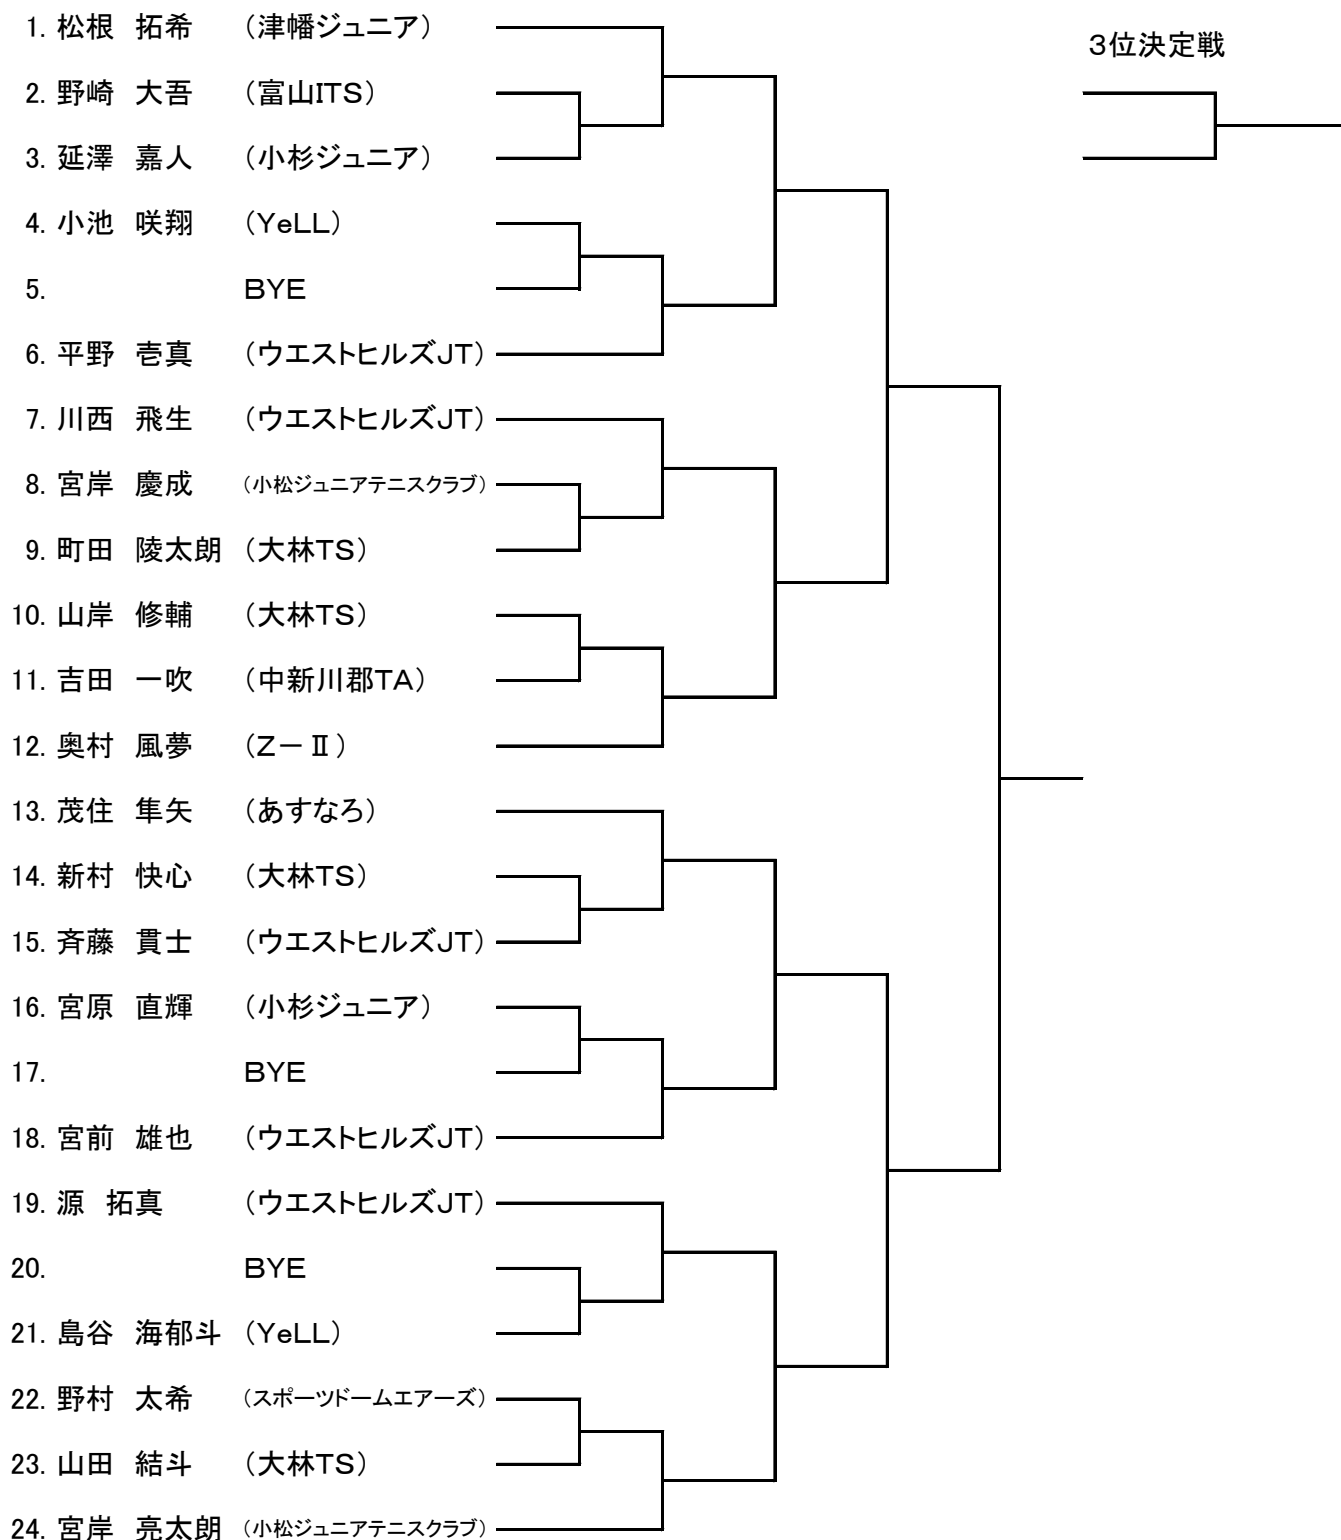 1. 松根　拓希　（津幡ジュニア）
3位決定戦
2. 野崎　大吾　（富山ITS）
3. 延澤　嘉人　（小杉ジュニア）
4. 小池　咲翔　（YeLL）
5.　BYE
6. 平野　壱真　（ウエストヒルズJT）
7. 川西　飛生　（ウエストヒルズJT）
8. 宮岸　慶成　（小松ジュニアテニスクラブ）
9. 町田　陵太朗　（大林TS）
10. 山岸　修輔　（大林TS）
11. 吉田　一吹　（中新川郡TA）
12. 奥村　風夢　（Z－Ⅱ）
13. 茂住　隼矢　（あすなろ）
14. 新村　快心　（大林TS）
15. 斉藤　貫士　（ウエストヒルズJT）
16. 宮原　直輝　（小杉ジュニア）
17.　BYE
18. 宮前　雄也　（ウエストヒルズJT）
19. 源　拓真　（ウエストヒルズJT）
20.　BYE
21. 島谷　海郁斗　（YeLL）
22. 野村　太希　（スポーツドームエアーズ）
23. 山田　結斗　（大林TS）
24. 宮岸　亮太朗　（小松ジュニアテニスクラブ）